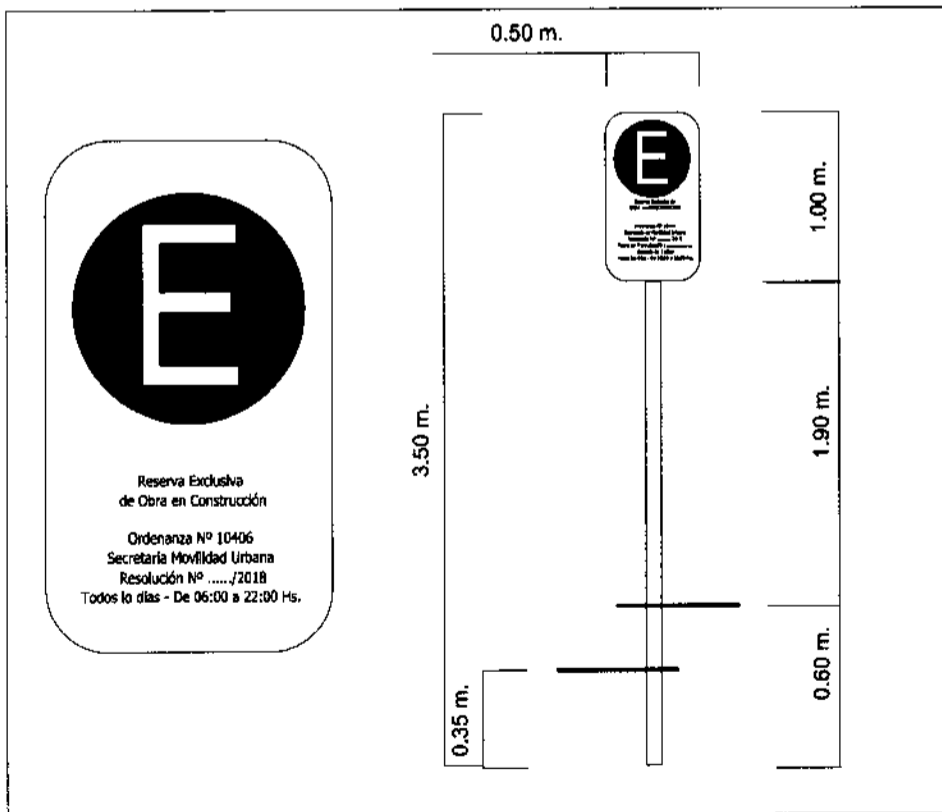 E
Reserva Exclusiva
de Obra en Construcción
Ordenanza Nº 10406
Secretaria Movilidad Urbana
Resolución Nº ....../2018
Todos lo dias - De 06:00 a 22:00 Hs.
0.50 m.
E
3.50 m.
1.00 m.
1.90 m.
0.60 m.
0.35 m.